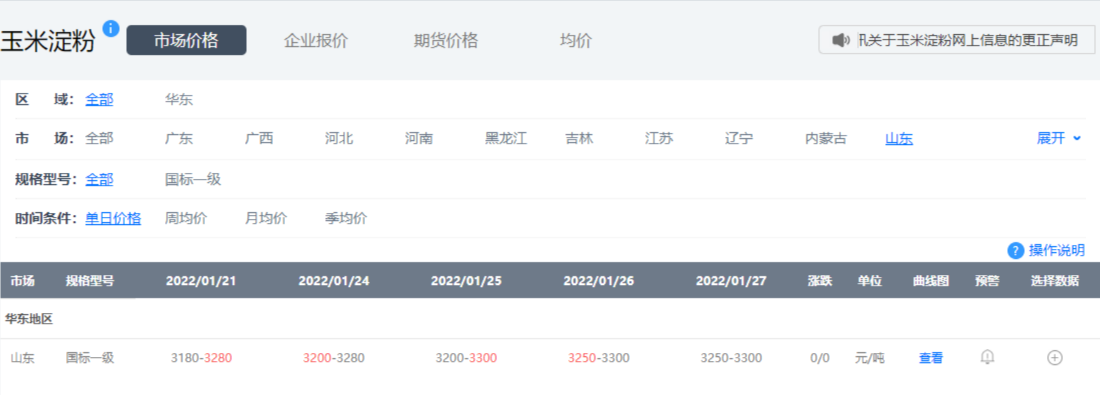 玉米淀粉 市场价格 企业报价 期货价格 均价 讯关于玉米淀粉网上信息的更正声明
区 域： 全部 华东
市 场： 全部 广东 广西 河北 河南 黑龙江 吉林 江苏 辽宁 内蒙古 山东 展开
规格型号： 全部 国标一级
时间条件： 单日价格 周均价 月均价 季均价
? 操作说明
市场 规格型号 2022/01/21 2022/01/24 2022/01/25 2022/01/26 2022/01/27 涨跌 单位 曲线图 预警 选择数据
华东地区
山东 国标一级 3180-3280 3200-3280 3200-3300 3250-3300 3250-3300 0/0 元/吨 查看